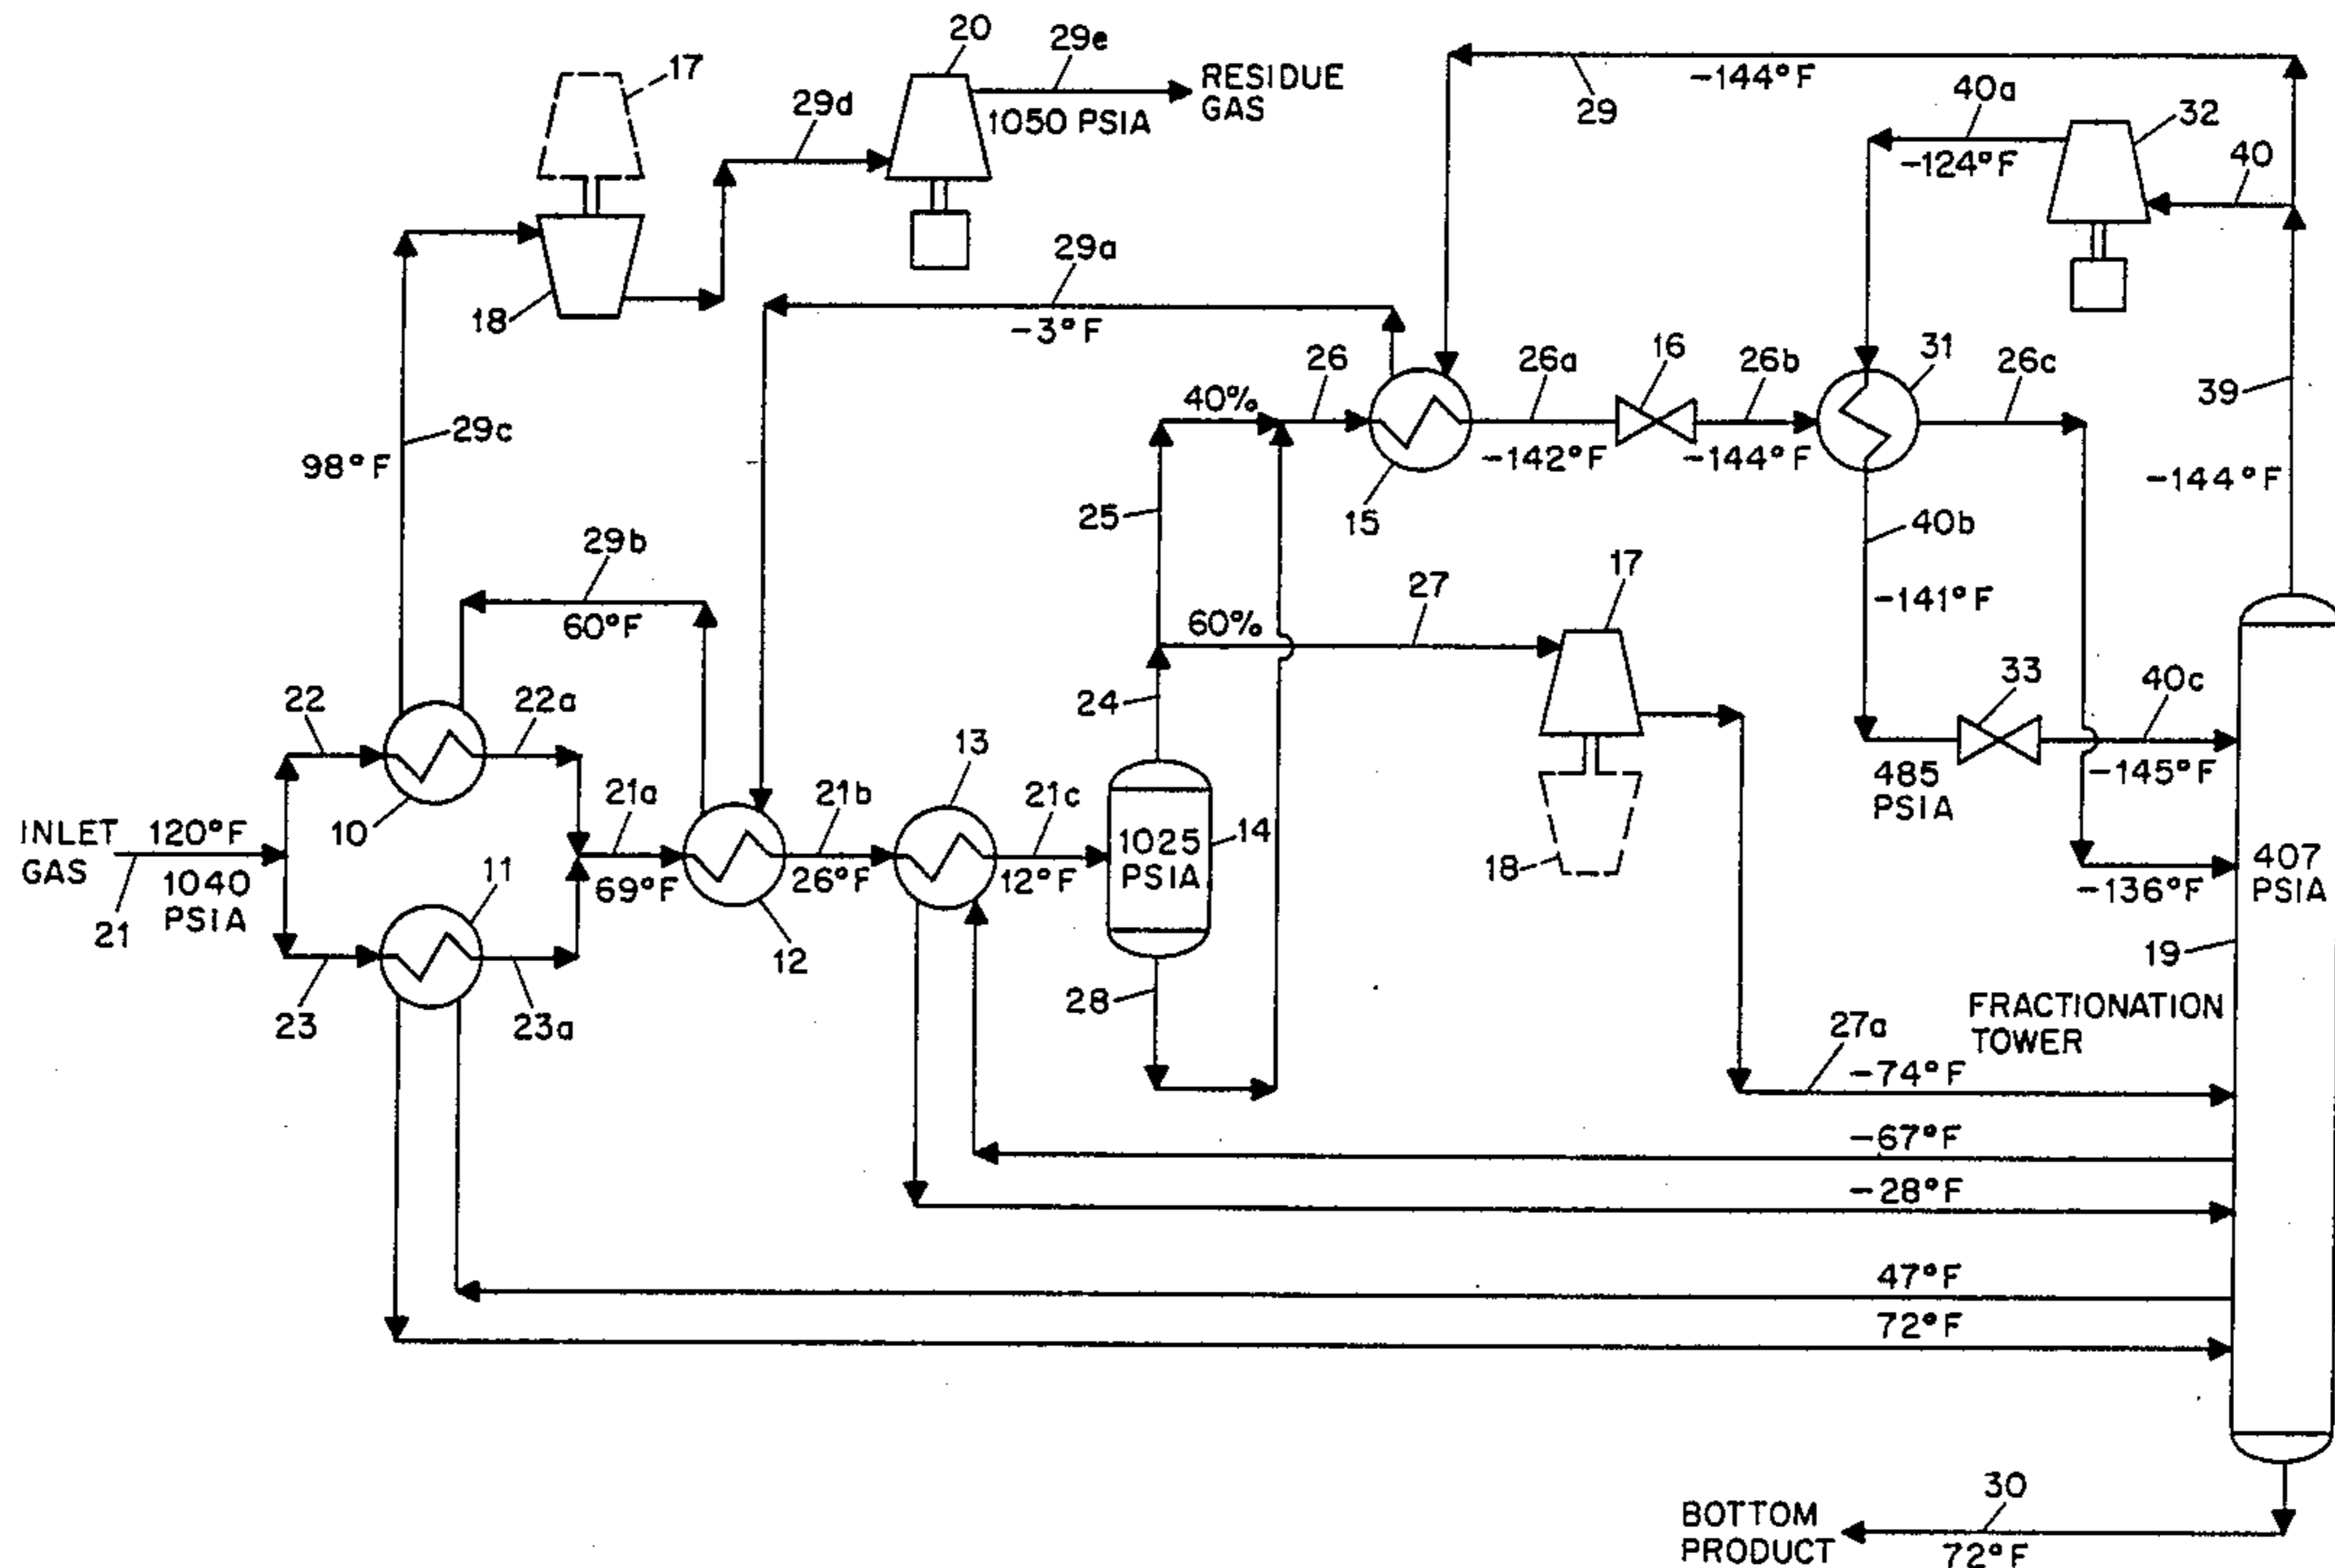 20
29e
17
RESIDUE
GAS
-144°F
29
40a
32
29d
1050 PSIA
-124°F
40
29a
18
-3°F
26
26a
16
26b
31
26c
40%
39
29c
98°F
-142°F
-144°F
-144°F
25
15
40b
29b
17
60°F
27
-141°F
60%
22
22a
24
33
40c
13
21a
21b
21c
485
PSIA
-145°F
INLET
GAS
120°F
10
1025
PSIA
14
407
PSIA
1040
PSIA
11
69°F
26°F
12°F
18
-136°F
21
12
19
23
23a
28
FRACTIONATION
TOWER
27a
-74°F
-67°F
-28°F
47°F
72°F
30
BOTTOM
PRODUCT
72°F